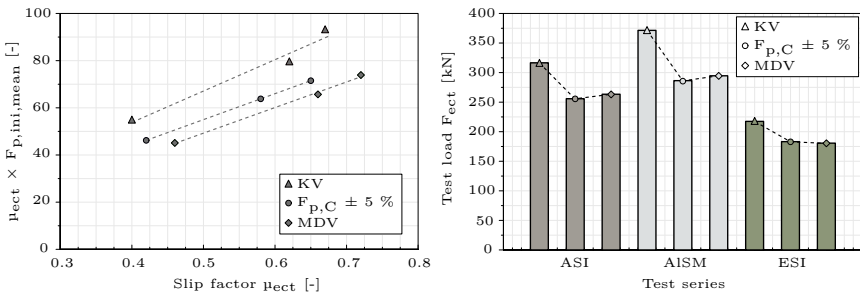 100
80
60
40
20
0
0.3
0.4
0.5
0.6
0.7
0.8
μect × Fp,ini,mean [-]
Slip factor μect [-]
KV
Fp,C ± 5 %
MDV
400
350
300
250
200
150
100
50
0
Test load Fect [kN]
ASI
AlSM
ESI
Test series
KV
Fp,C ± 5 %
MDV